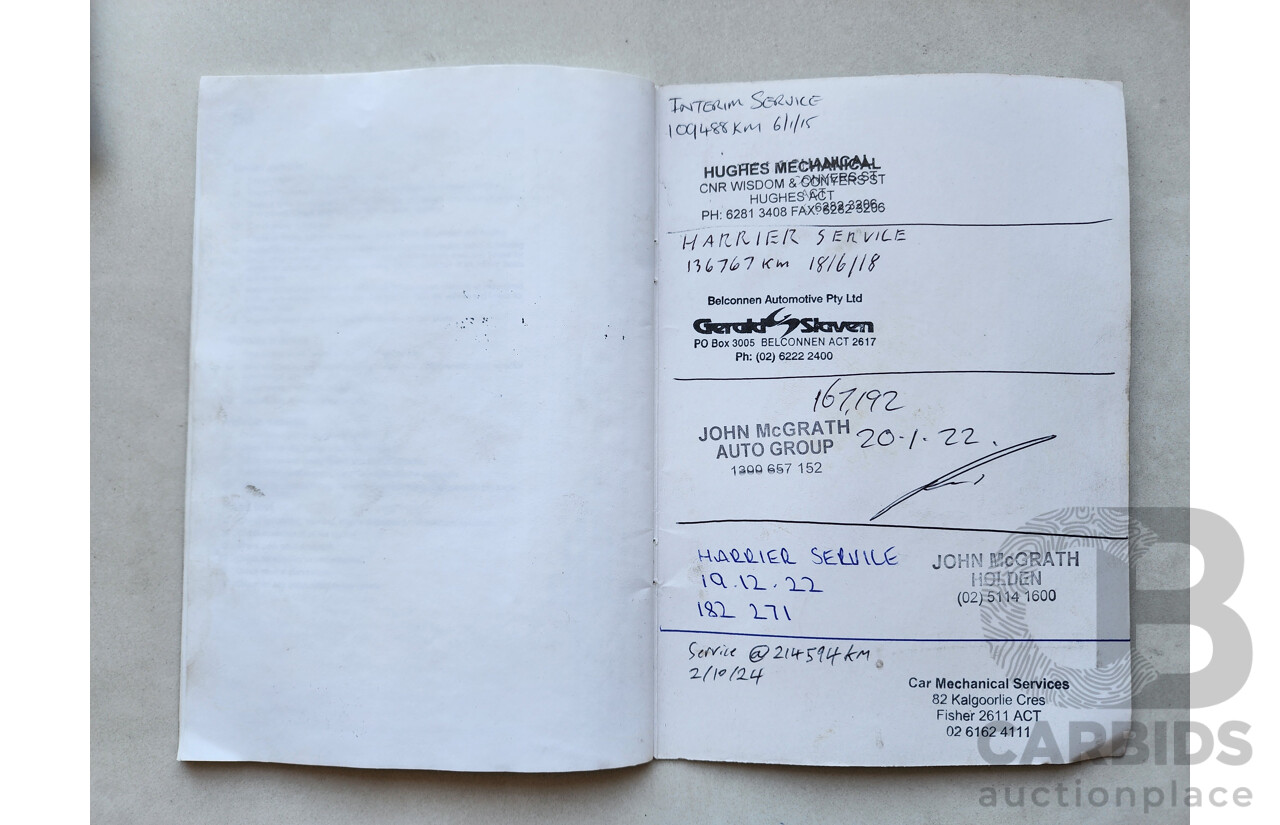 INTERIM SERVICE
109488KM 6/1/15
HUGHES MECHANICAL
CNR WISDOM & CONYERS ST
HUGHES ACT
PH: 6281 3408 FAX: 6282 3206
HARRIER SERVICE
136767 Km 18/6/18
Belconnen Automotive Pty Ltd
Gerald Slaven
PO Box 3005 BELCONNEN ACT 2617
Ph: (02) 6222 2400
167,192
JOHN McGRATH
AUTO GROUP
1300 657 152
20.1.22.
HARRIER SERVICE
19.12.22
182 271
JOHN McGRATH
HOLDEN
(02) 5114 1600
Service @ 214594KM
2/10/24
Car Mechanical Services
82 Kalgoorlie Cres
Fisher 2611 ACT
02 6162 4111
CARBIDS
auctionplace